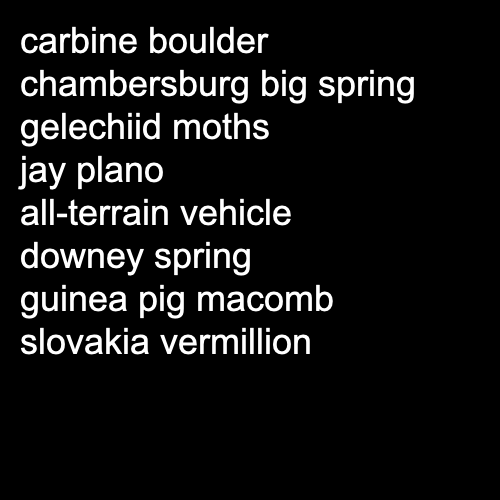 carbine boulder
chambersburg big spring
gelechiid moths
jay plano
all-terrain vehicle
downey spring
guinea pig macomb
slovakia vermillion